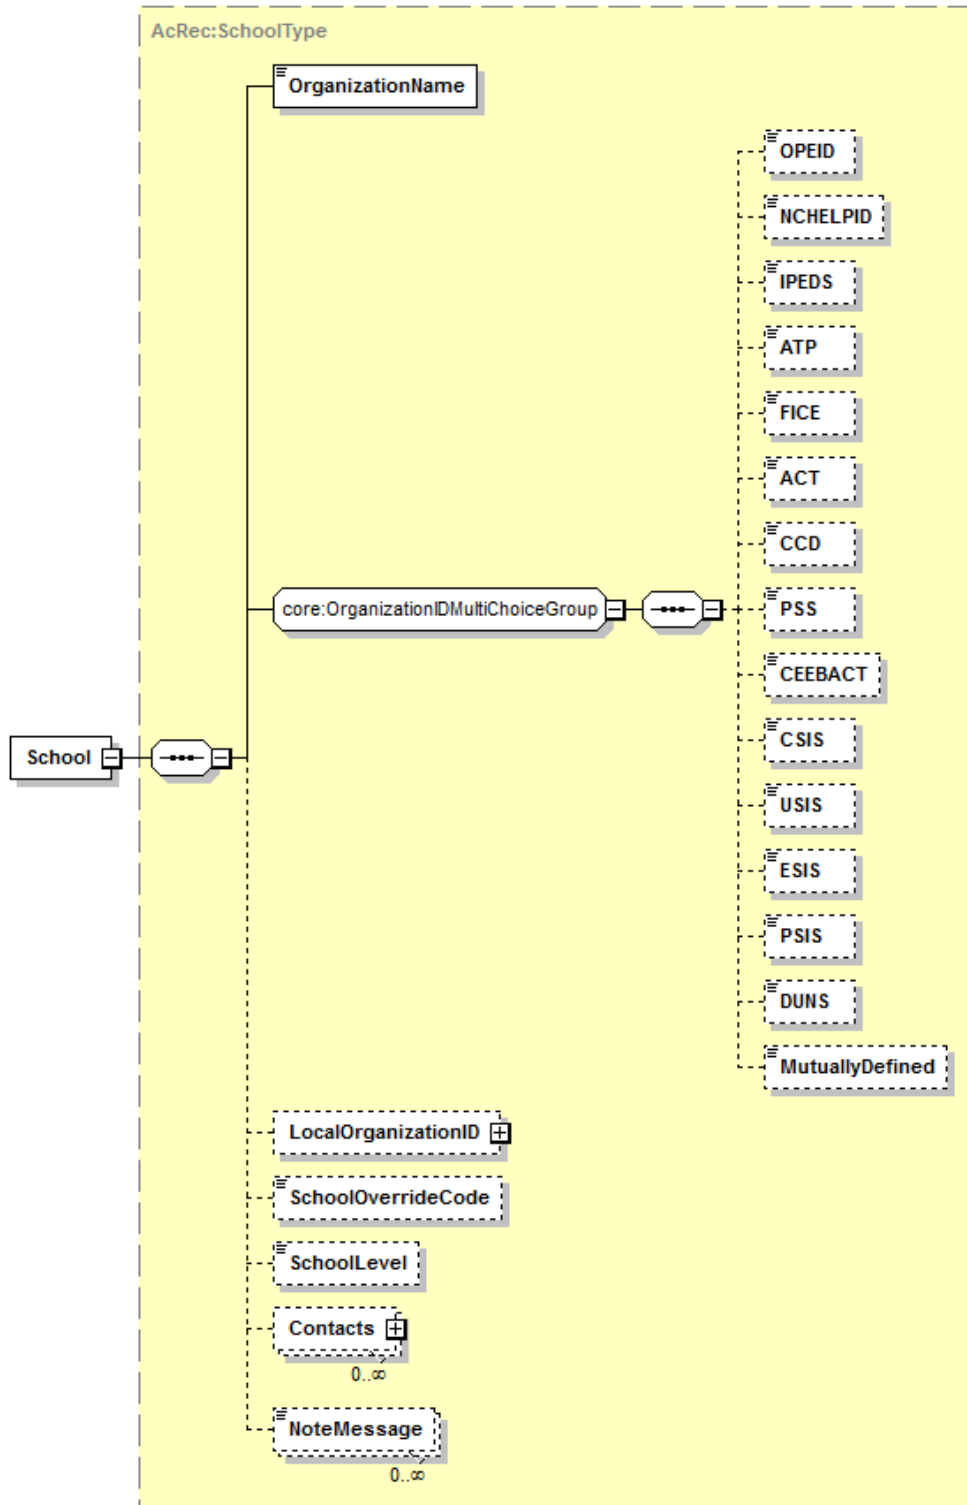 AcRec:SchoolType
OrganizationName
OPEID
NCHELPID
IPEDS
ATP
FICE
ACT
CCD
core:OrganizationIDMultiChoiceGroup
PSS
CEEBACT
CSIS
School
USIS
ESIS
PSIS
DUNS
MutuallyDefined
LocalOrganizationID
SchoolOverrideCode
SchoolLevel
Contacts
0..∞
NoteMessage
0..∞